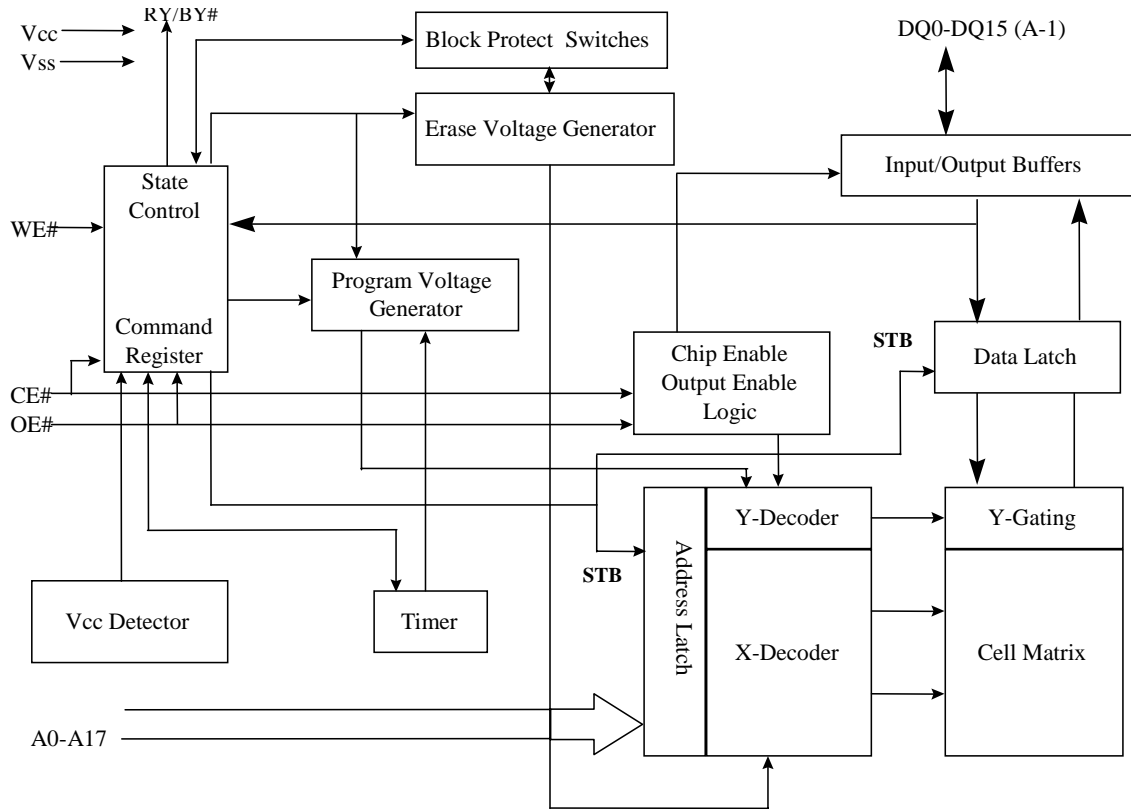 RY/BY#
Vcc
Vss
Block Protect Switches
DQ0-DQ15 (A-1)
Erase Voltage Generator
Input/Output Buffers
State
Control
WE#
Program Voltage
Generator
Command
Register
STB
Chip Enable
Output Enable
Logic
Data Latch
CE#
OE#
Y-Decoder
Y-Gating
Address Latch
STB
Vcc Detector
Timer
X-Decoder
Cell Matrix
A0-A17